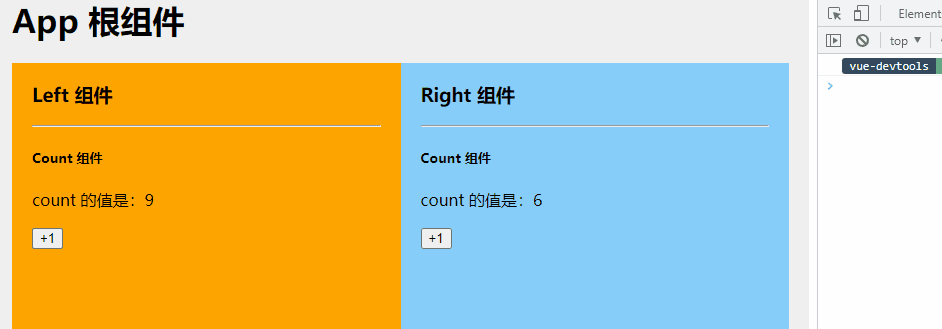 App 根组件
Left 组件
Count 组件
count 的值是：9
+1
Right 组件
Count 组件
count 的值是：6
+1
Element
top
vue-devtools